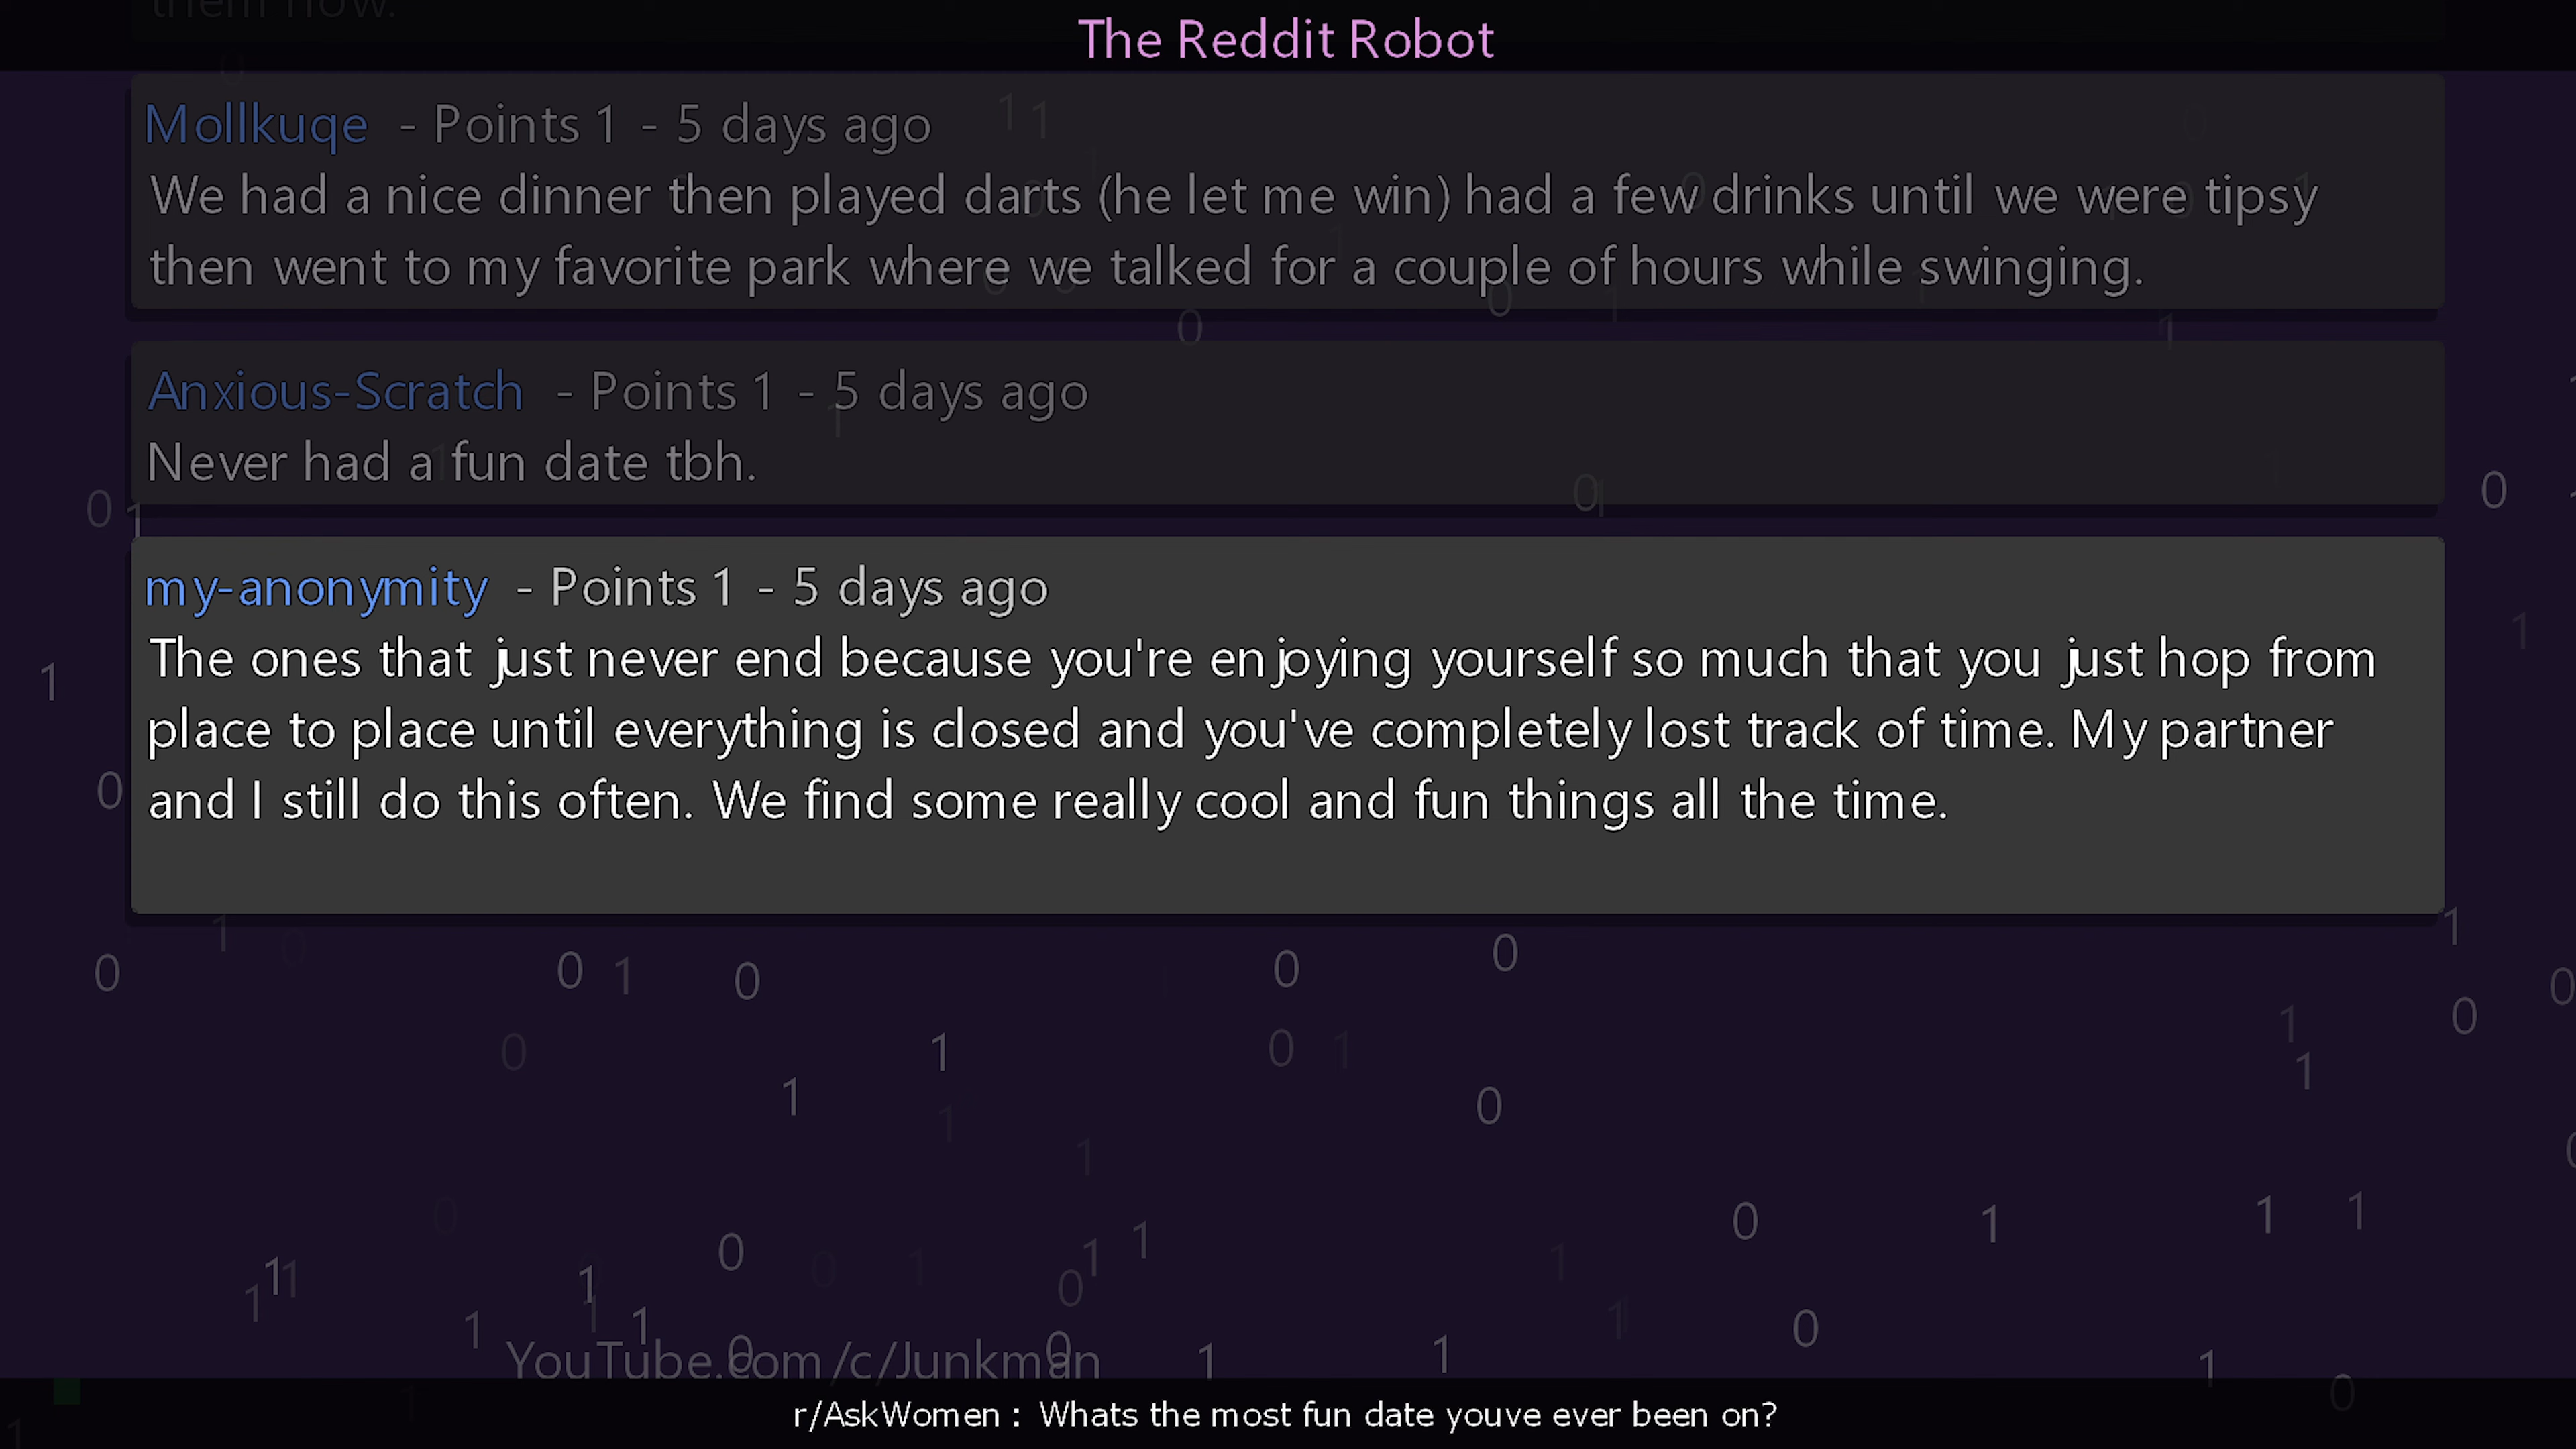 them now.
The Reddit Robot
Mollkuqe - Points 1 - 5 days ago
We had a nice dinner then played darts (he let me win) had a few drinks until we were tipsy
then went to my favorite park where we talked for a couple of hours while swinging.
Anxious-Scratch - Points 1 - 5 days ago
Never had a fun date tbh.
my-anonymity - Points 1 - 5 days ago
The ones that just never end because you're enjoying yourself so much that you just hop from
place to place until everything is closed and you've completely lost track of time. My partner
and I still do this often. We find some really cool and fun things all the time.
YouTube.com/c/Junkman
r/AskWomen : Whats the most fun date youve ever been on?